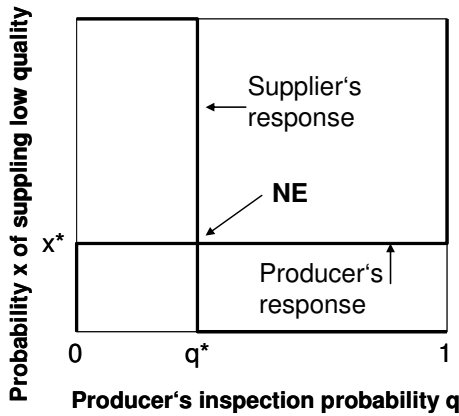 Probability x of suppling low quality
Supplier‘s
response
NE
x*
Producer‘s
response
0
q*
1
Producer‘s inspection probability q